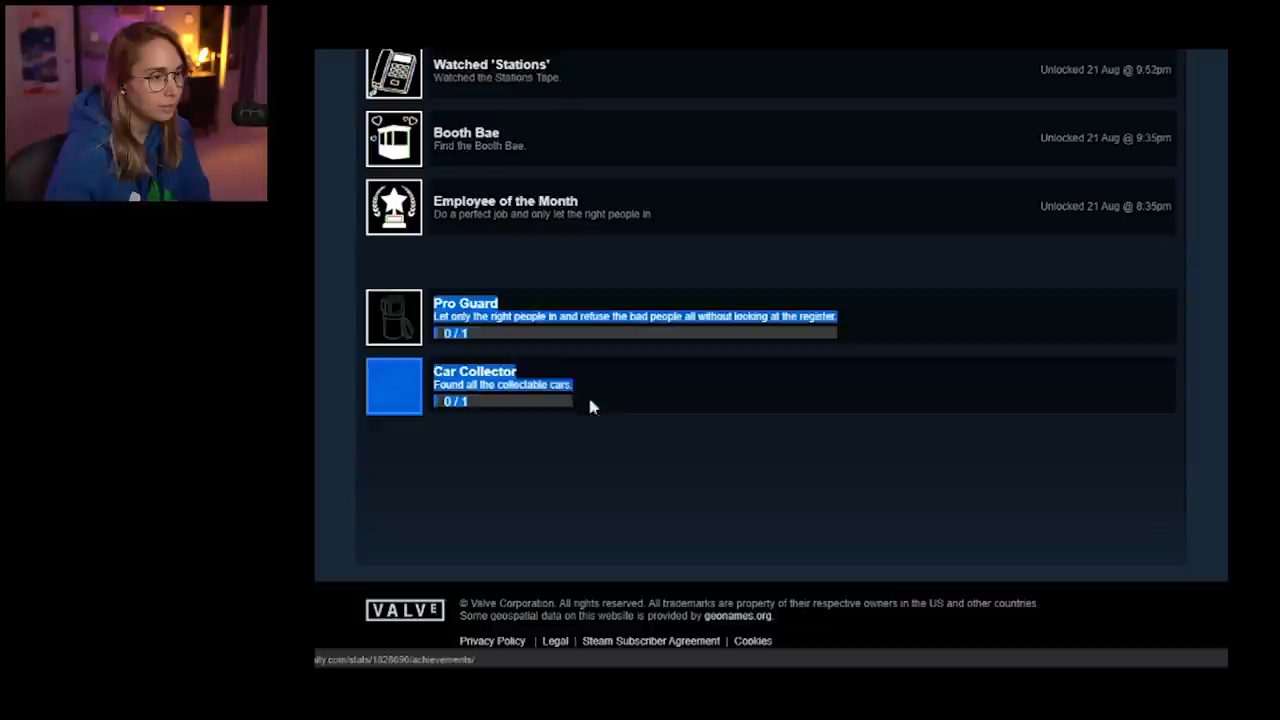 Watched 'Stations'
Watched the Stations Tape.
Unlocked 21 Aug @ 9:52pm
Booth Bae
Find the Booth Bae.
Unlocked 21 Aug @ 9:35pm
Employee of the Month
Do a perfect job and only let the right people in
Unlocked 21 Aug @ 8:35pm
Pro Guard
Let only the right people in and refuse the bad people all without looking at the register.
0 / 1
Car Collector
Found all the collectable cars.
0 / 1
VALVE
© Valve Corporation. All rights reserved. All trademarks are property of their respective owners in the US and other countries.
Some geospatial data on this website is provided by geonames.org.
Privacy Policy | Legal | Steam Subscriber Agreement | Cookies
ity.com/stats/1828690/achievements/